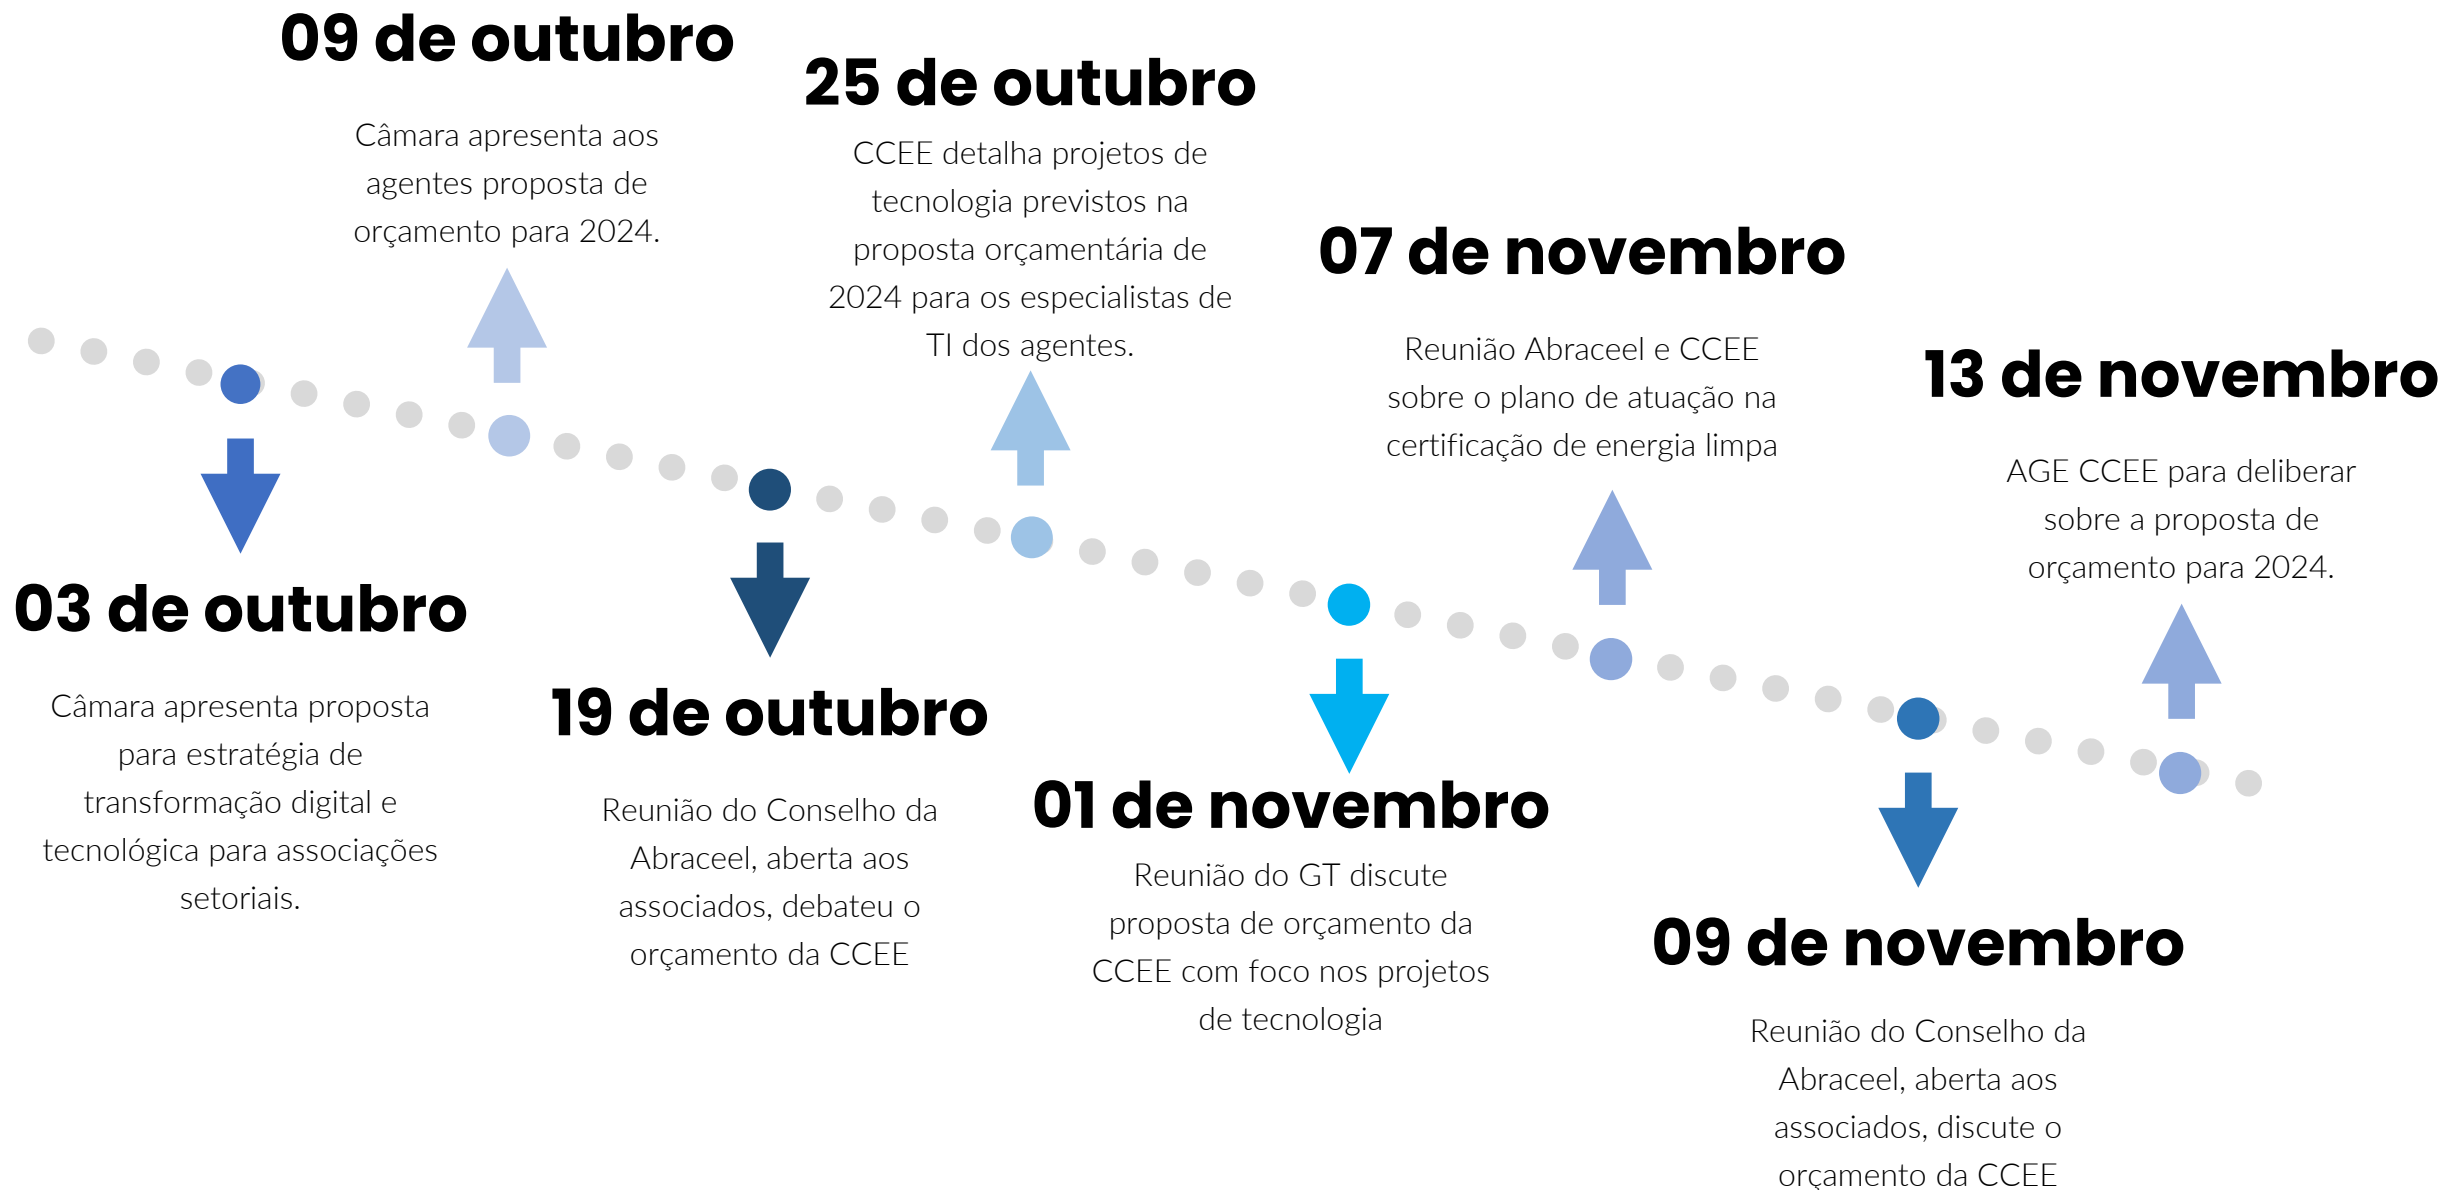 09 de outubro
Câmara apresenta aos
agentes proposta de
orçamento para 2024.
25 de outubro
CCEE detalha projetos de
tecnologia previstos na
proposta orçamentária de
2024 para os especialistas de
TI dos agentes.
07 de novembro
Reunião Abraceel e CCEE
sobre o plano de atuação na
certificação de energia limpa
13 de novembro
AGE CCEE para deliberar
sobre a proposta de
orçamento para 2024.
03 de outubro
Câmara apresenta proposta
para estratégia de
transformação digital e
tecnológica para associações
setoriais.
19 de outubro
Reunião do Conselho da
Abraceel, aberta aos
associados, debateu o
orçamento da CCEE
01 de novembro
Reunião do GT discute
proposta de orçamento da
CCEE com foco nos projetos
de tecnologia
09 de novembro
Reunião do Conselho da
Abraceel, aberta aos
associados, discute o
orçamento da CCEE